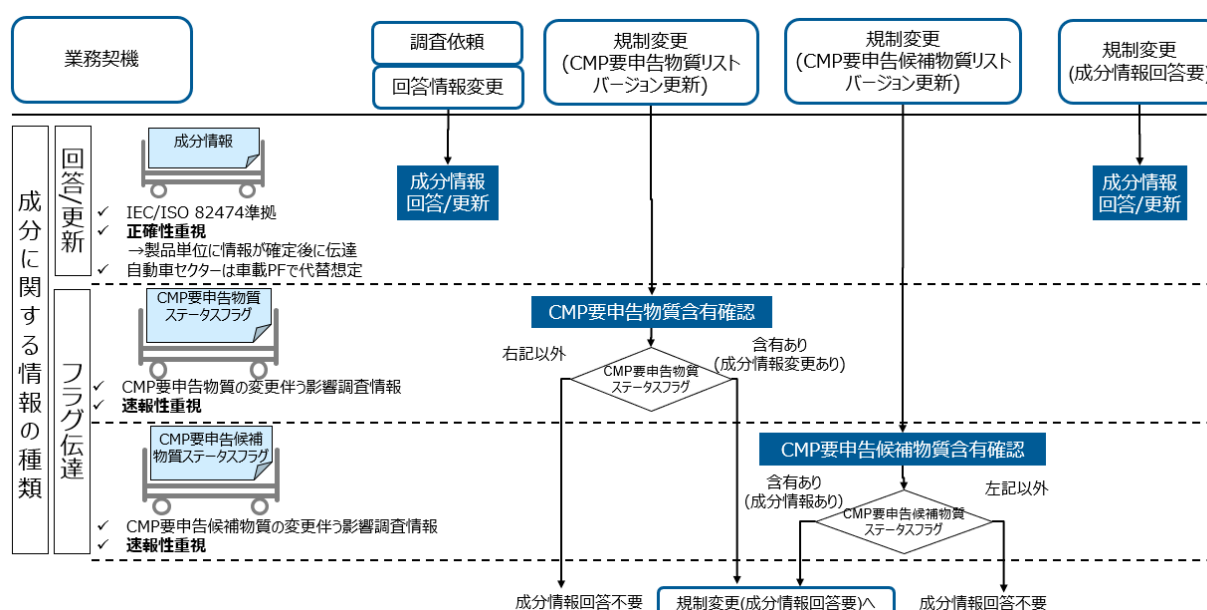 業務契機
調査依頼
回答情報変更
規制変更
(CMP要申告物質リスト
バージョン更新)
規制変更
(CMP要申告候補物質リスト
バージョン更新)
規制変更
(成分情報回答要)
成分に関する情報の種類
回答/更新
成分情報
✓ IEC/ISO 82474準拠
✓ 正確性重視
→製品単位に情報が確定後に伝達
✓ 自動車セクターは車載PFで代替想定
成分情報
回答/更新
成分情報
回答/更新
フラグ伝達
CMP要申告物質
ステータスフラグ
✓ CMP要申告物質の変更伴う影響調査情報
✓ 速報性重視
CMP要申告物質含有確認
右記以外
含有あり
(成分情報変更あり)
CMP要申告物質
ステータスフラグ
CMP要申告候補
物質ステータスフラグ
✓ CMP要申告候補物質の変更伴う影響調査情報
✓ 速報性重視
CMP要申告候補物質含有確認
含有あり
(成分情報あり)
左記以外
CMP要申告候補物質
ステータスフラグ
成分情報回答不要
規制変更(成分情報回答要)へ
成分情報回答不要